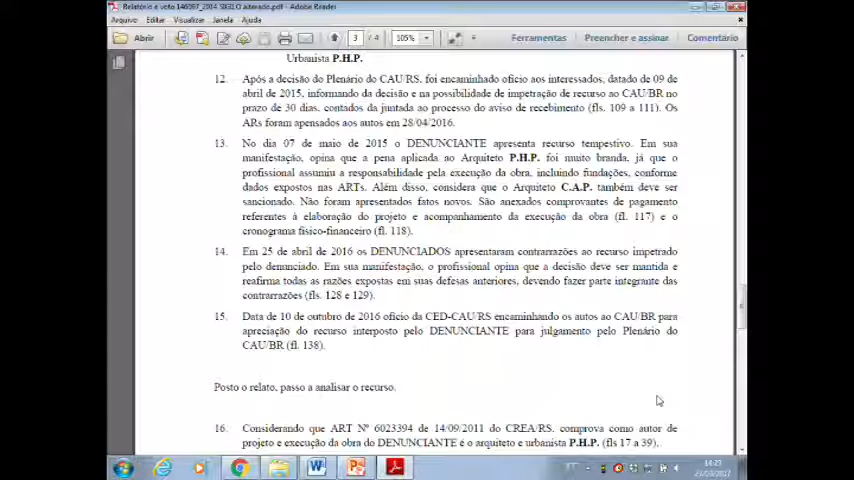 Relatório e voto 146987_2014 SIGILO alterado.pdf - Adobe Reader
Arquivo Editar Visualizar Janela Ajuda
Abrir 3 / 4 105% Ferramentas Preencher e assinar Comentário
Urbanista P.H.P.
12. Após a decisão do Plenário do CAU/RS, foi encaminhado ofício aos interessados, datado de 09 de
abril de 2015, informando da decisão e na possibilidade de impetração de recurso ao CAU/BR no
prazo de 30 dias, contados da juntada ao processo do aviso de recebimento (fls. 109 a 111). Os
ARs foram apensados aos autos em 28/04/2016.
13. No dia 07 de maio de 2015 o DENUNCIANTE apresenta recurso tempestivo. Em sua
manifestação, opina que a pena aplicada ao Arquiteto P.H.P. foi muito branda, já que o
profissional assumiu a responsabilidade pela execução da obra, incluindo fundações, conforme
dados expostos nas ARTs. Além disso, considera que o Arquiteto C.A.P. também deve ser
sancionado. Não foram apresentados fatos novos. São anexados comprovantes de pagamento
referentes à elaboração do projeto e acompanhamento da execução da obra (fl. 117) e o
cronograma físico-financeiro (fl. 118).
14. Em 25 de abril de 2016 os DENUNCIADOS apresentaram contrarrazões ao recurso impetrado
pelo denunciado. Em sua manifestação, o profissional opina que a decisão deve ser mantida e
reafirma todas as razões expostas em suas defesas anteriores, devendo fazer parte integrante das
contrarrazões (fls. 128 e 129).
15. Data de 10 de outubro de 2016 ofício da CED-CAU/RS encaminhando os autos ao CAU/BR para
apreciação do recurso interposto pelo DENUNCIANTE para julgamento pelo Plenário do
CAU/BR (fl. 138).
Posto o relato, passo a analisar o recurso.
16. Considerando que ART Nº 6023394 de 14/09/2011 do CREA/RS, comprova como autor de
projeto e execução da obra do DENUNCIANTE é o arquiteto e urbanista P.H.P. (fls 17 a 39).
PT